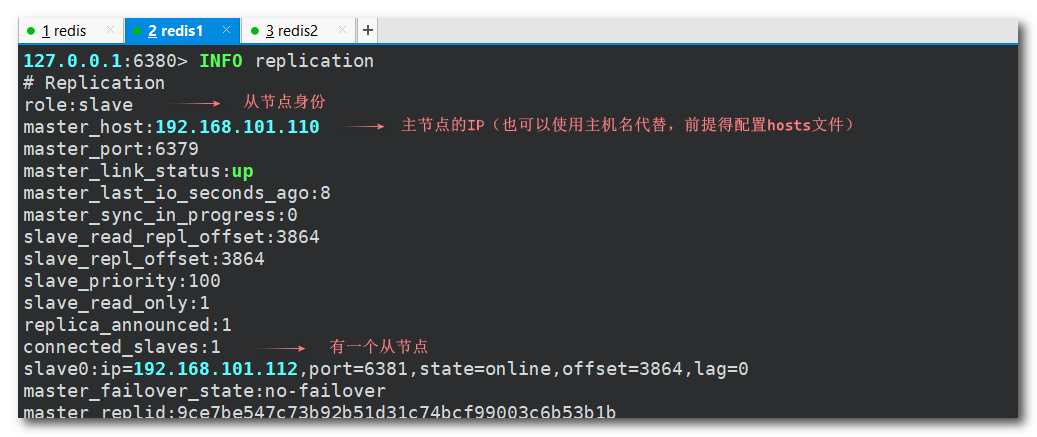 1 redis × 2 redis1 × 3 redis2 × +
127.0.0.1:6380> INFO replication
# Replication
role:slave 从节点身份
master_host:192.168.101.110 主节点的IP（也可以使用主机名代替，前提得配置hosts文件）
master_port:6379
master_link_status:up
master_last_io_seconds_ago:8
master_sync_in_progress:0
slave_read_repl_offset:3864
slave_repl_offset:3864
slave_priority:100
slave_read_only:1
replica_announced:1
connected_slaves:1 有一个从节点
slave0:ip=192.168.101.112,port=6381,state=online,offset=3864,lag=0
master_failover_state:no-failover
master_replid:9ce7be547c73b92b51d31c74bcf99003c6b53b1b